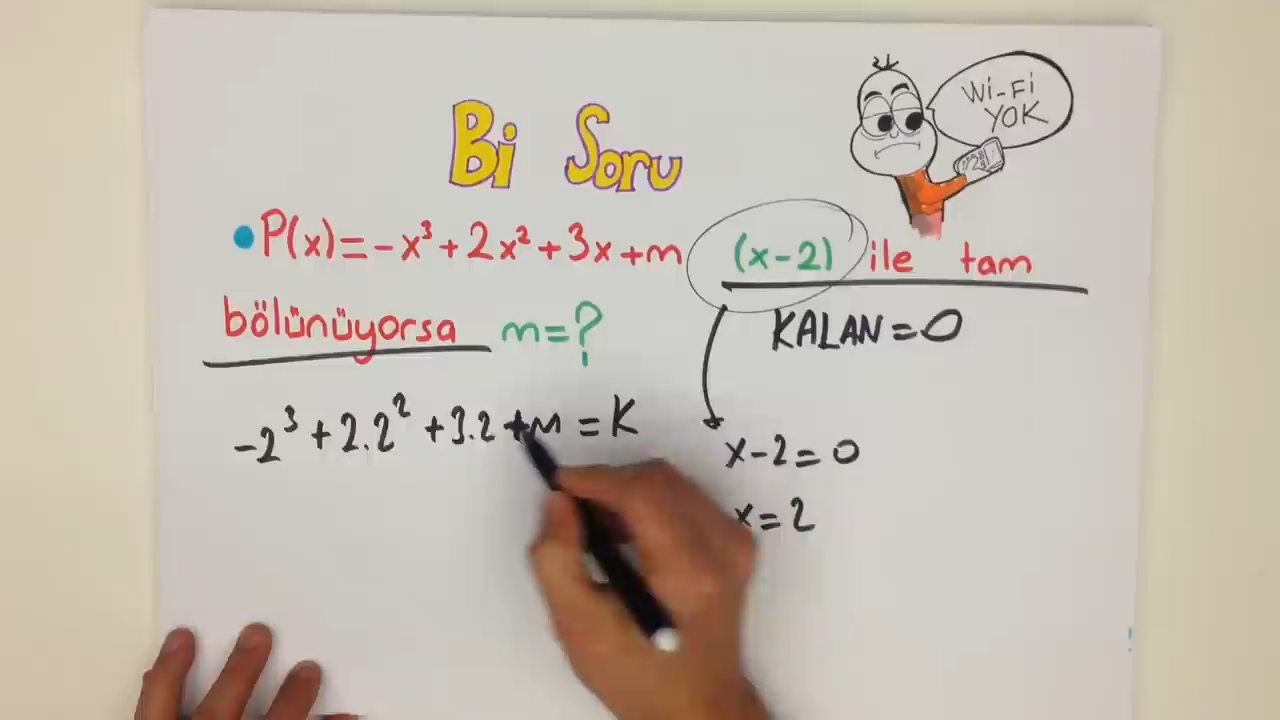 Bi Soru
Wi-Fi
YOK
• P(x)=-x³+2x²+3x+m (x-2) ile tam
bölünüyorsa m=?
KALAN=0
-2³+2.2²+3.2+m=K
x-2=0
x=2